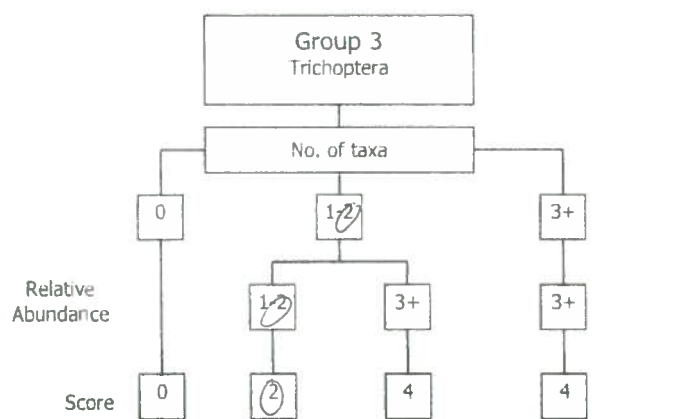 Group 3
Trichoptera
No. of taxa
0 1-2 3+
Relative
Abundance
1-2 3+ 3+
Score
0 2 4 4